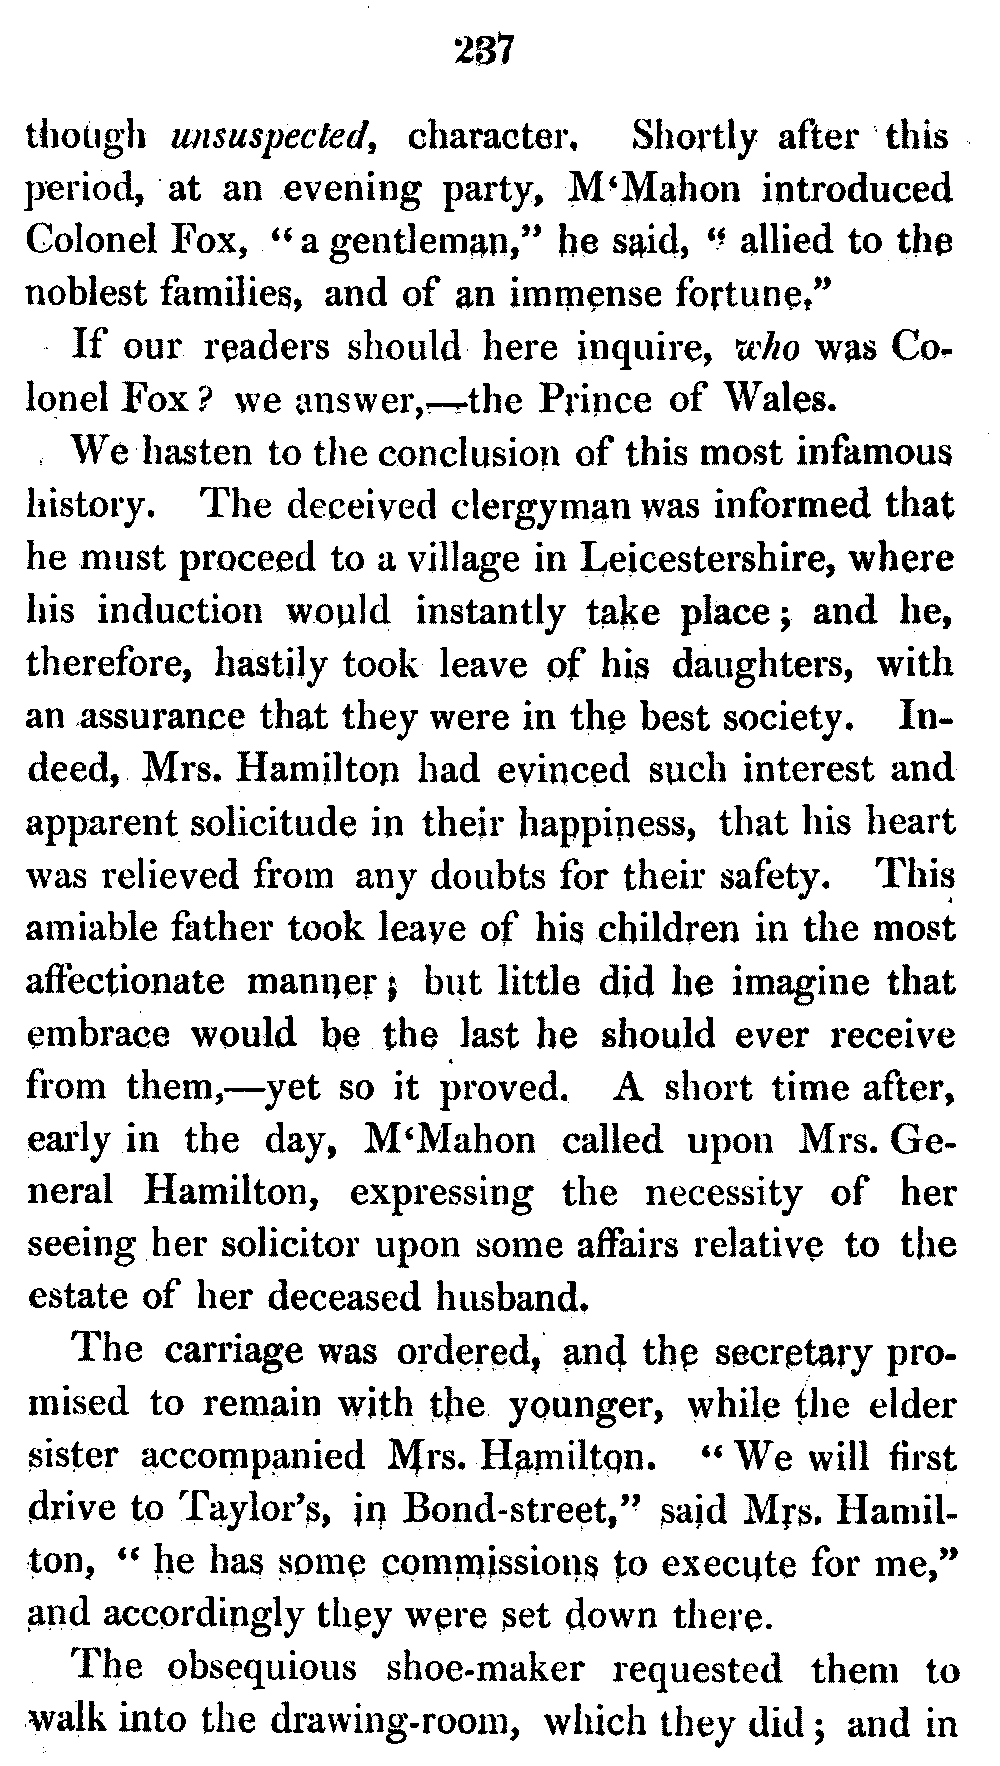 237
though unsuspected, character. Shortly after this
period, at an evening party, M‘Mahon introduced
Colonel Fox, “ a gentleman,” he said, “ allied to the
noblest families, and of an immense fortune.”
If our readers should here inquire, who was Co-
lonel Fox? we answer,—the Prince of Wales.
We hasten to the conclusion of this most infamous
history. The deceived clergyman was informed that
he must proceed to a village in Leicestershire, where
his induction would instantly take place; and he,
therefore, hastily took leave of his daughters, with
an assurance that they were in the best society. In-
deed, Mrs. Hamilton had evinced such interest and
apparent solicitude in their happiness, that his heart
was relieved from any doubts for their safety. This
amiable father took leave of his children in the most
affectionate manner; but little did he imagine that
embrace would be the last he should ever receive
from them,—yet so it proved. A short time after,
early in the day, M‘Mahon called upon Mrs. Ge-
neral Hamilton, expressing the necessity of her
seeing her solicitor upon some affairs relative to the
estate of her deceased husband.
The carriage was ordered, and the secretary pro-
mised to remain with the younger, while the elder
sister accompanied Mrs. Hamilton. “ We will first
drive to Taylor's, in Bond-street,” said Mrs. Hamil-
ton, “ he has some commissions to execute for me,”
and accordingly they were set down there.
The obsequious shoe-maker requested them to
walk into the drawing-room, which they did; and in